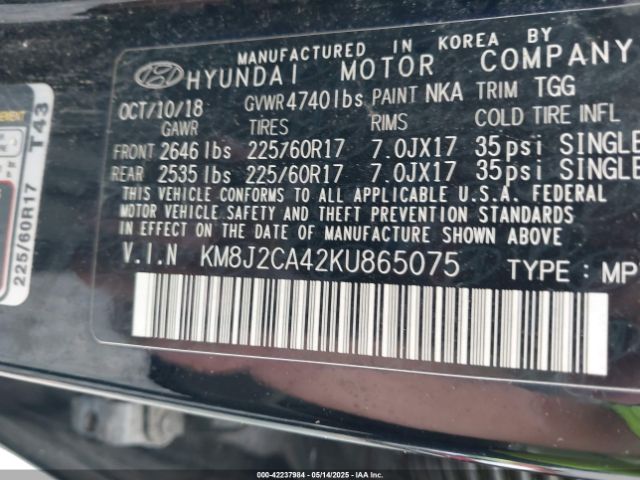 MANUFACTURED IN KOREA BY
HYUNDAI MOTOR COMPANY
OCT/10/18 GVWR4740lbs PAINT NKA TRIM TGG
GAWR TIRES RIMS COLD TIRE INFL
FRONT 2646 lbs 225/60R17 7.0JX17 35psi SINGLE
REAR 2535 lbs 225/60R17 7.0JX17 35psi SINGLE
THIS VEHICLE CONFORMS TO ALL APPLICABLE U.S.A. FEDERAL
MOTOR VEHICLE SAFETY AND THEFT PREVENTION STANDARDS
IN EFFECT ON THE DATE OF MANUFACTURE SHOWN ABOVE.
V.I.N KM8J2CA42KU865075 TYPE : MP
225/60R17 T43
000-42237984 | 05/14/2025 | © IAA Holdings, LLC